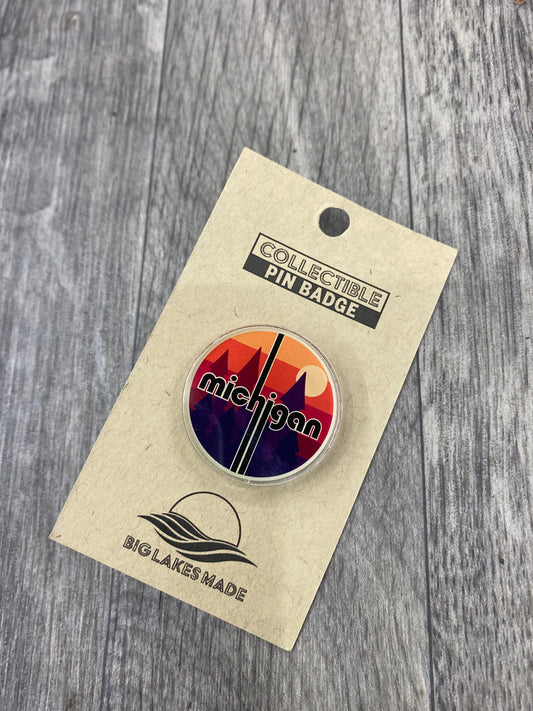 COLLECTIBLE
PIN BADGE
michigan
BIG LAKES MADE